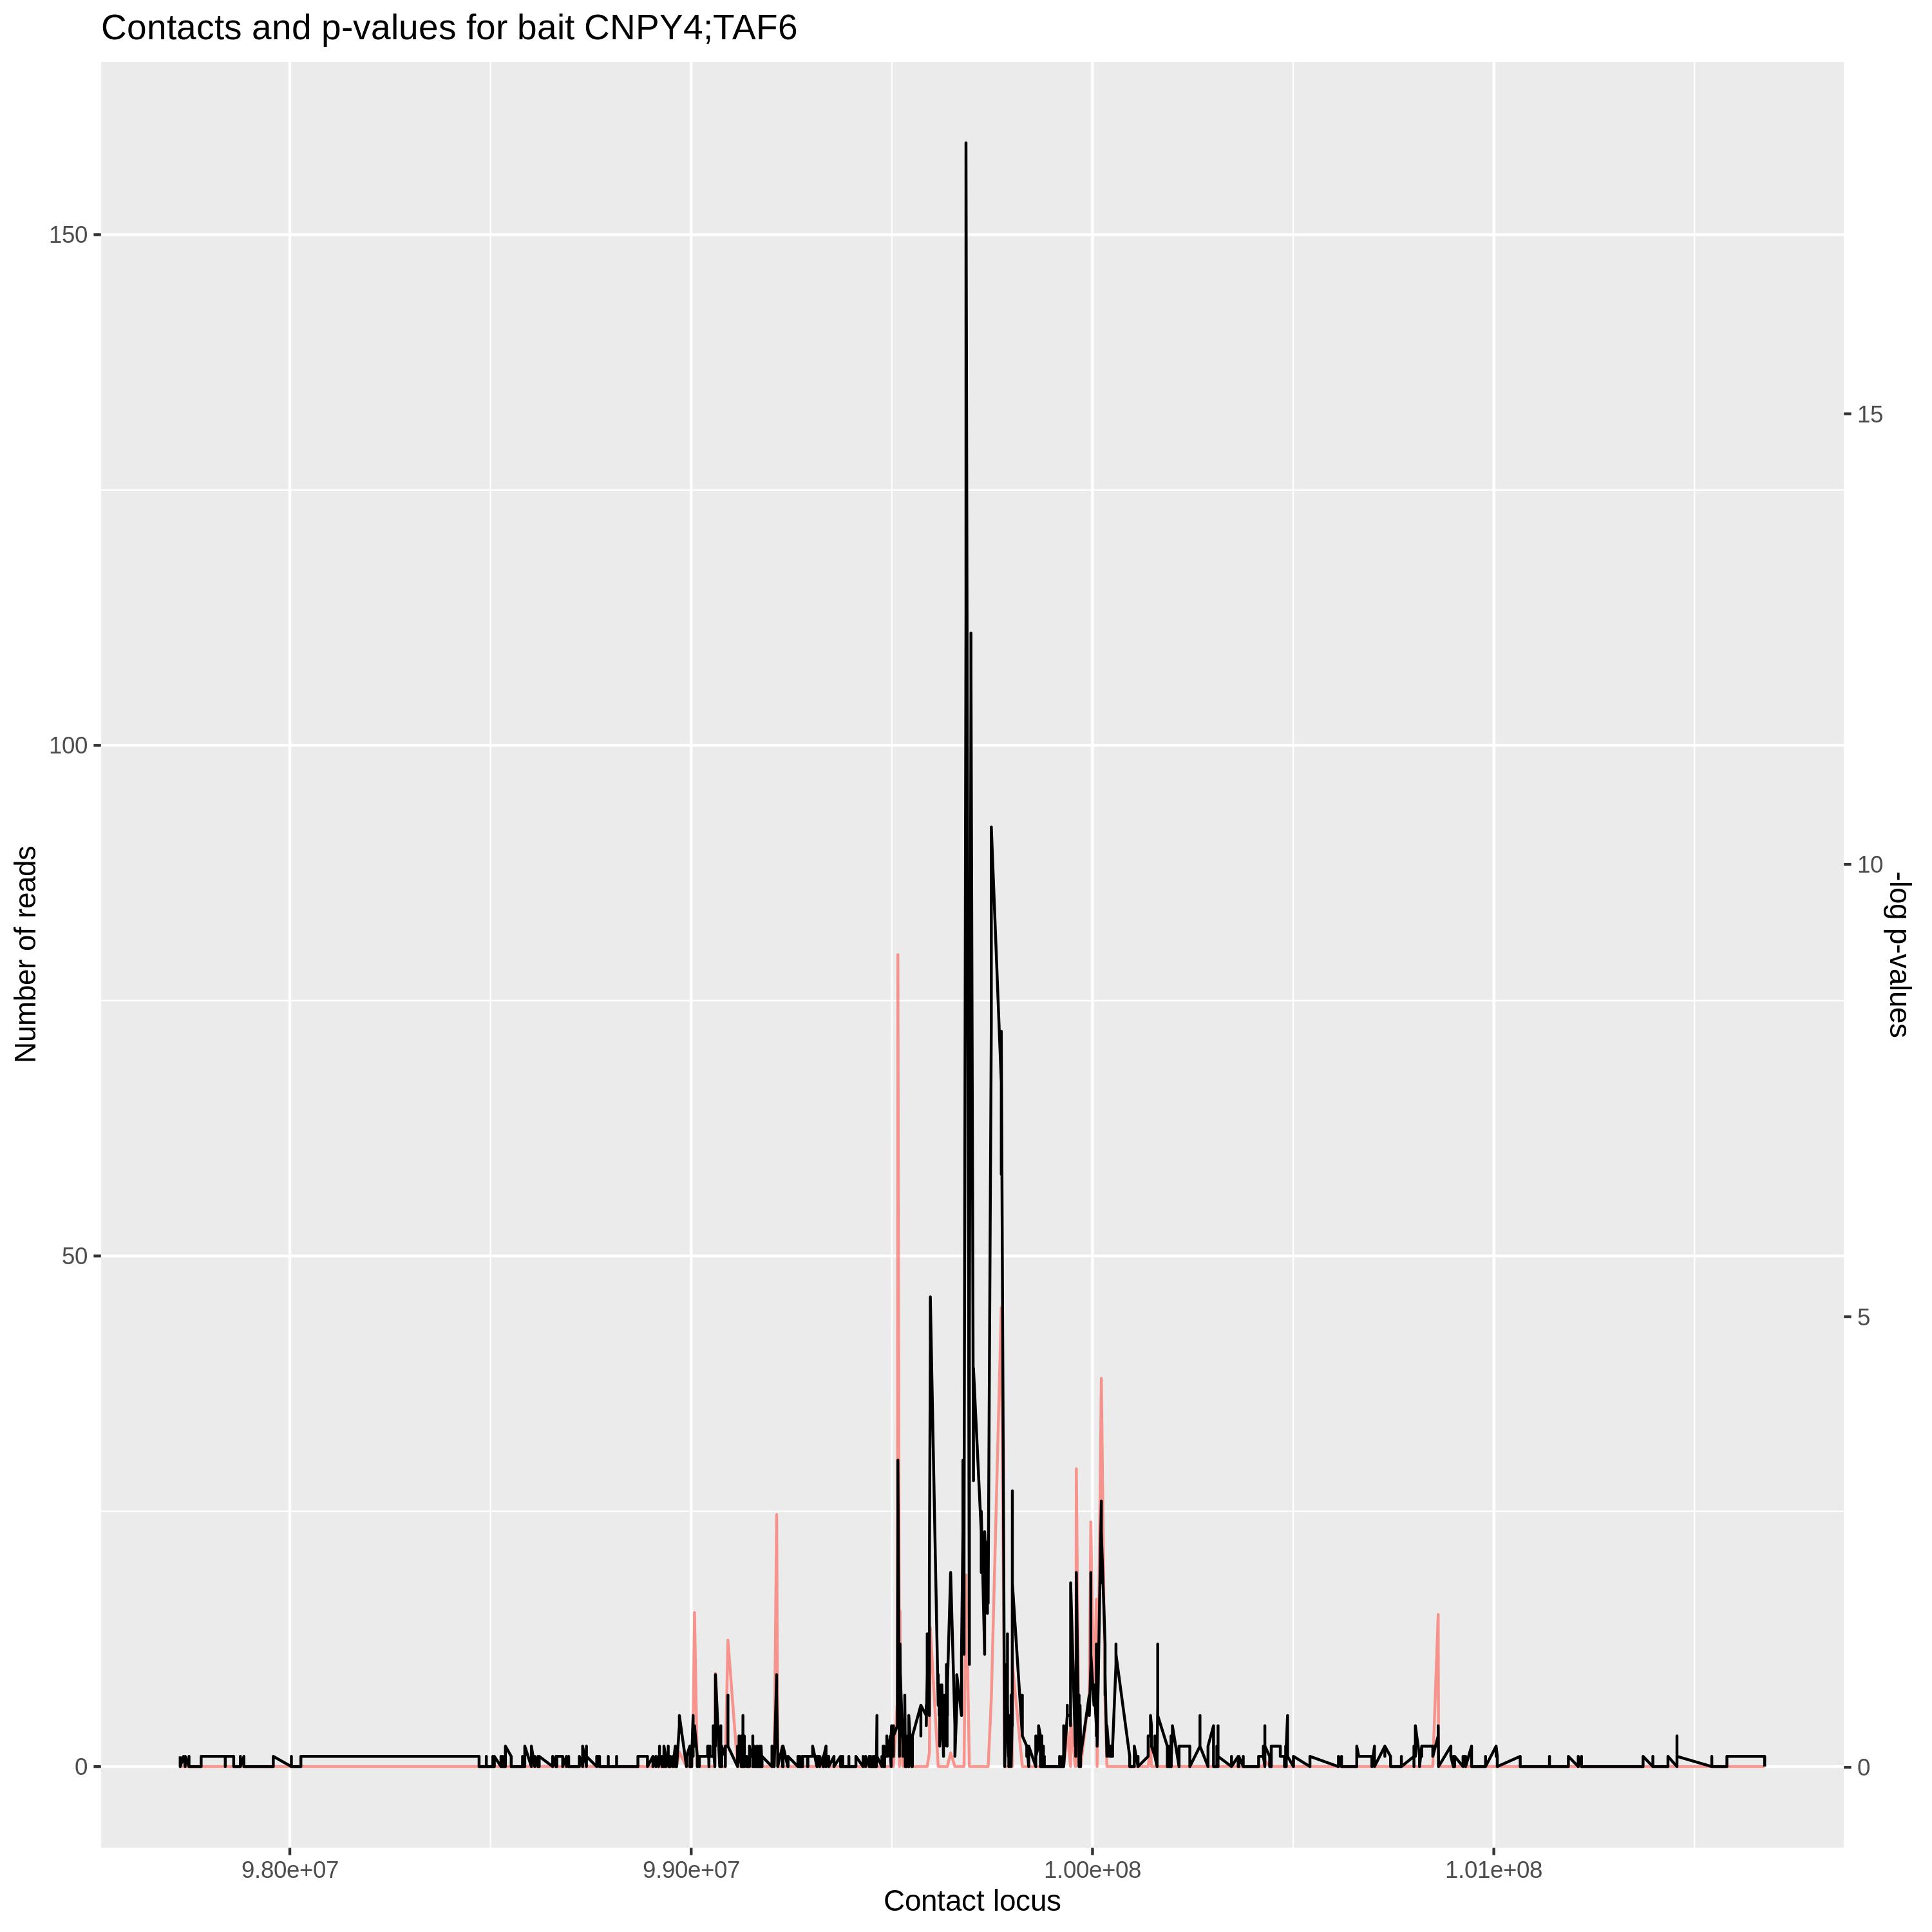 Contacts and p-values for bait CNPY4;TAF6
150
100
50
0
15
10
5
0
Number of reads
-log p-values
9.80e+07
9.90e+07
1.00e+08
1.01e+08
Contact locus